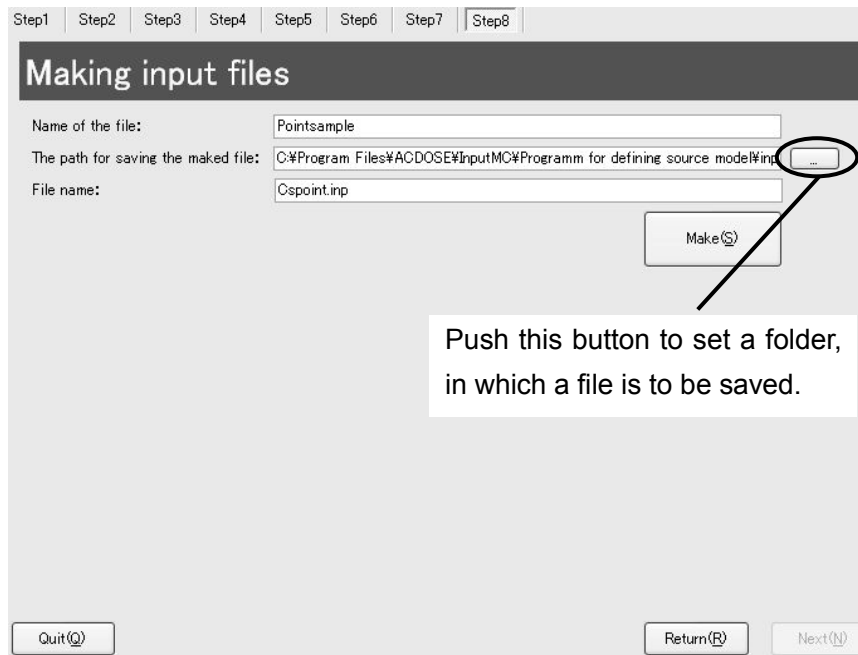 Step1 Step2 Step3 Step4 Step5 Step6 Step7 Step8
Making input files
Name of the file: Pointsample
The path for saving the maked file: C:¥Program Files¥ACDOSE¥InputMC¥Programm for defining source model¥inp ...
File name: Cspoint.inp
Make(S)
Push this button to set a folder,
in which a file is to be saved.
Quit(Q) Return(R) Next(N)